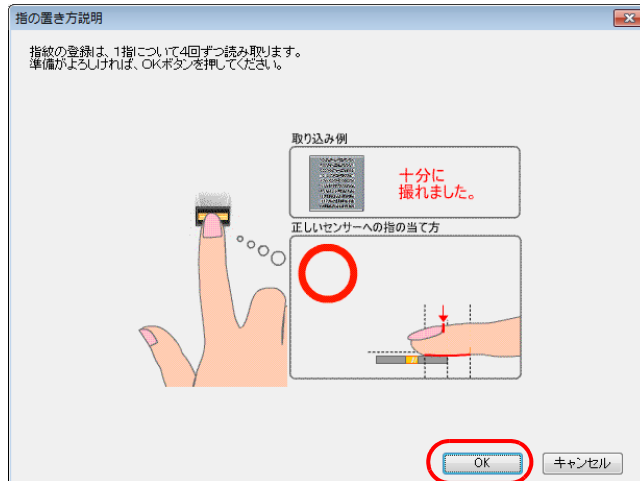 指の置き方説明
指紋の登録は、1指について4回ずつ読み取ります。
準備がよろしければ、OKボタンを押してください。
取り込み例
十分に
撮れました。
正しいセンサーへの指の当て方
OK
キャンセル